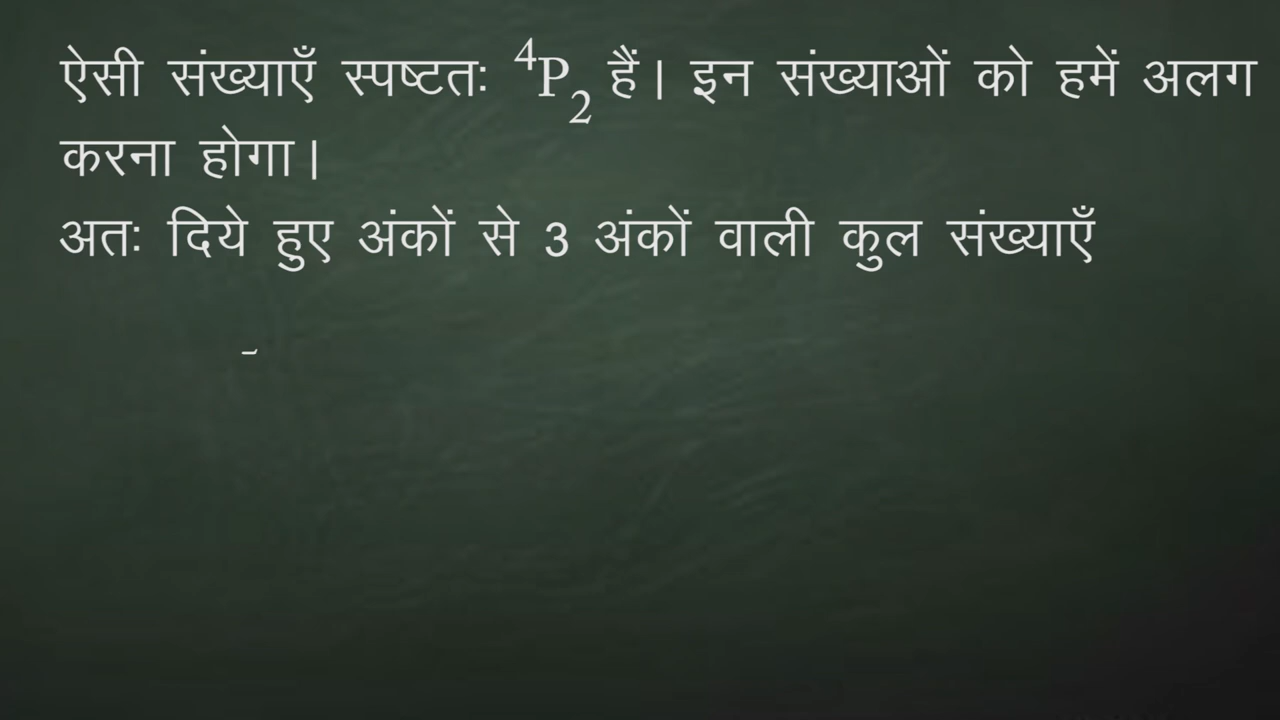 ऐसी संख्याएँ स्पष्टतः ⁴P₂ हैं। इन संख्याओं को हमें अलग
करना होगा।
अतः दिये हुए अंकों से 3 अंकों वाली कुल संख्याएँ